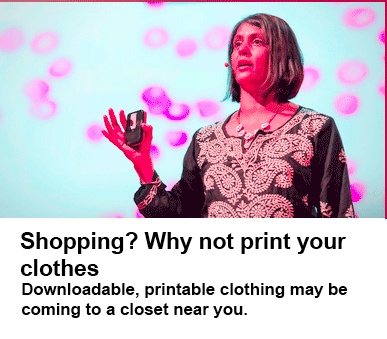 Shopping? Why not print your
clothes
Downloadable, printable clothing may be
coming to a closet near you.